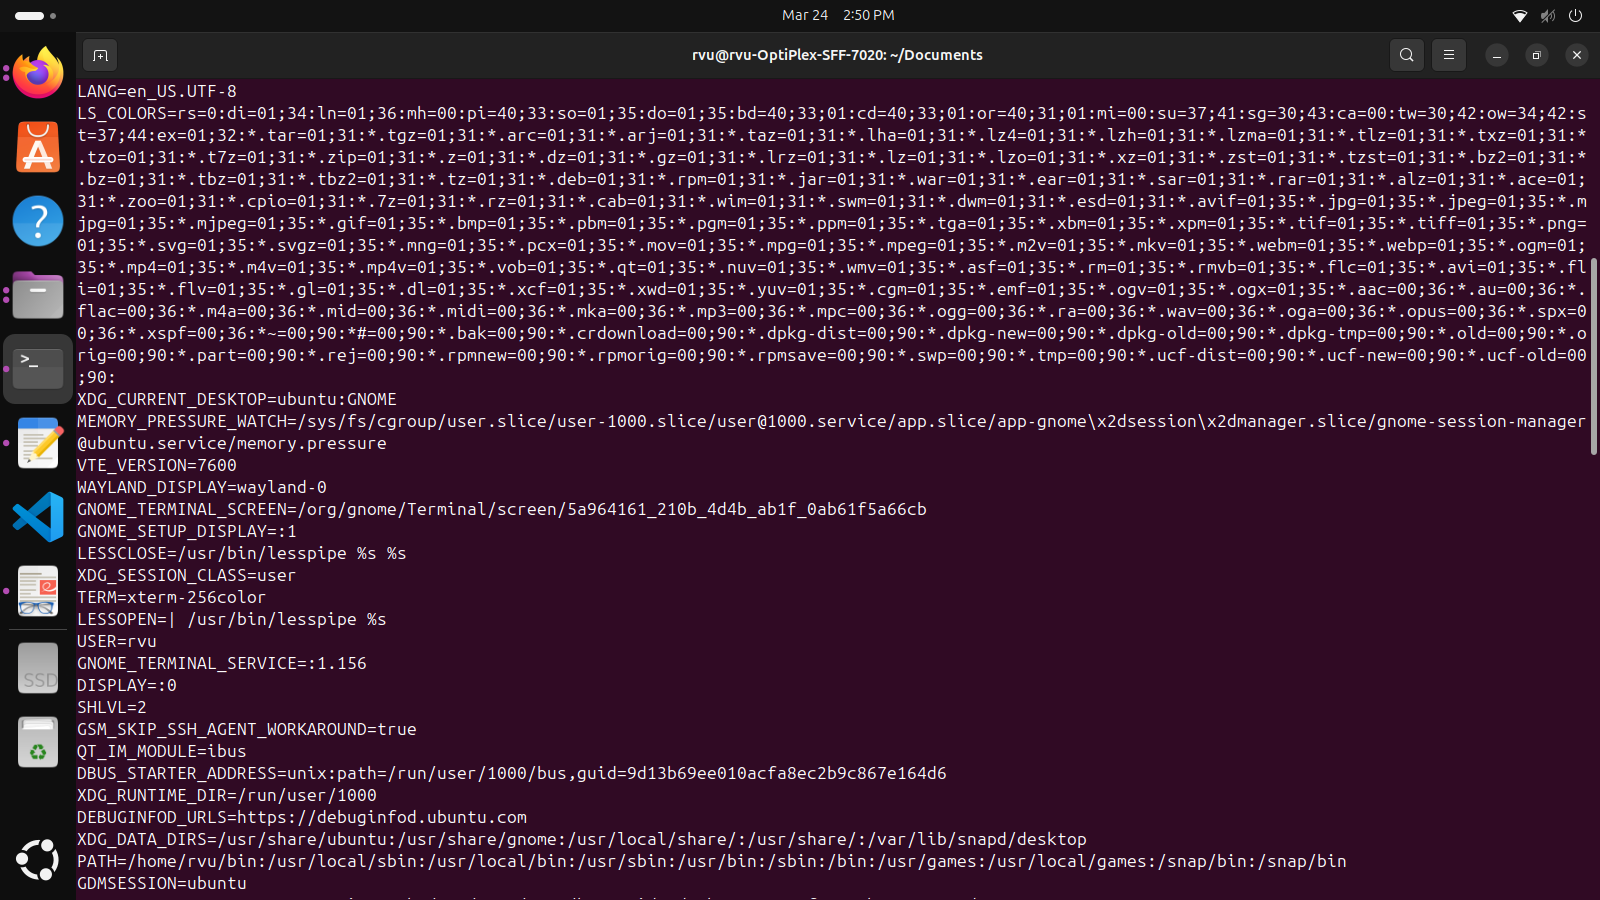 Mar 24 2:50 PM
rvu@rvu-OptiPlex-SFF-7020: ~/Documents
LANG=en_US.UTF-8
LS_COLORS=rs=0:di=01;34:ln=01;36:mh=00:pi=40;33:so=01;35:do=01;35:bd=40;33;01:cd=40;33;01:or=40;31;01:mi=00:su=37;41:sg=30;43:ca=00:tw=30;42:ow=34;42:s
t=37;44:ex=01;32:*.tar=01;31:*.tgz=01;31:*.arc=01;31:*.arj=01;31:*.taz=01;31:*.lha=01;31:*.lz4=01;31:*.lzh=01;31:*.lzma=01;31:*.tlz=01;31:*.txz=01;31:*
.tzo=01;31:*.t7z=01;31:*.zip=01;31:*.z=01;31:*.dz=01;31:*.gz=01;31:*.lrz=01;31:*.lz=01;31:*.lzo=01;31:*.xz=01;31:*.zst=01;31:*.tzst=01;31:*.bz2=01;31:*
.bz=01;31:*.tbz=01;31:*.tbz2=01;31:*.tz=01;31:*.deb=01;31:*.rpm=01;31:*.jar=01;31:*.war=01;31:*.ear=01;31:*.sar=01;31:*.rar=01;31:*.alz=01;31:*.ace=01;
31:*.zoo=01;31:*.cpio=01;31:*.7z=01;31:*.rz=01;31:*.cab=01;31:*.wim=01;31:*.swm=01;31:*.dwm=01;31:*.esd=01;31:*.avif=01;35:*.jpg=01;35:*.jpeg=01;35:*.m
jpg=01;35:*.mjpeg=01;35:*.gif=01;35:*.bmp=01;35:*.pbm=01;35:*.pgm=01;35:*.ppm=01;35:*.tga=01;35:*.xbm=01;35:*.xpm=01;35:*.tif=01;35:*.tiff=01;35:*.png=
01;35:*.svg=01;35:*.svgz=01;35:*.mng=01;35:*.pcx=01;35:*.mov=01;35:*.mpg=01;35:*.mpeg=01;35:*.m2v=01;35:*.mkv=01;35:*.webm=01;35:*.webp=01;35:*.ogm=01;
35:*.mp4=01;35:*.m4v=01;35:*.mp4v=01;35:*.vob=01;35:*.qt=01;35:*.nuv=01;35:*.wmv=01;35:*.asf=01;35:*.rm=01;35:*.rmvb=01;35:*.flc=01;35:*.avi=01;35:*.fl
i=01;35:*.flv=01;35:*.gl=01;35:*.dl=01;35:*.xcf=01;35:*.xwd=01;35:*.yuv=01;35:*.cgm=01;35:*.emf=01;35:*.ogv=01;35:*.ogx=01;35:*.aac=00;36:*.au=00;36:*.
flac=00;36:*.m4a=00;36:*.mid=00;36:*.midi=00;36:*.mka=00;36:*.mp3=00;36:*.mpc=00;36:*.ogg=00;36:*.ra=00;36:*.wav=00;36:*.oga=00;36:*.opus=00;36:*.spx=0
0;36:*.xspf=00;36:*~=00;90:*#=00;90:*.bak=00;90:*.crdownload=00;90:*.dpkg-dist=00;90:*.dpkg-new=00;90:*.dpkg-old=00;90:*.dpkg-tmp=00;90:*.old=00;90:*.o
rig=00;90:*.part=00;90:*.rej=00;90:*.rpmnew=00;90:*.rpmorig=00;90:*.rpmsave=00;90:*.swp=00;90:*.tmp=00;90:*.ucf-dist=00;90:*.ucf-new=00;90:*.ucf-old=00
;90:
XDG_CURRENT_DESKTOP=ubuntu:GNOME
MEMORY_PRESSURE_WATCH=/sys/fs/cgroup/user.slice/user-1000.slice/user@1000.service/app.slice/app-gnome\x2dsession\x2dmanager.slice/gnome-session-manager
@ubuntu.service/memory.pressure
VTE_VERSION=7600
WAYLAND_DISPLAY=wayland-0
GNOME_TERMINAL_SCREEN=/org/gnome/Terminal/screen/5a964161_210b_4d4b_ab1f_0ab61f5a66cb
GNOME_SETUP_DISPLAY=:1
LESSCLOSE=/usr/bin/lesspipe %s %s
XDG_SESSION_CLASS=user
TERM=xterm-256color
LESSOPEN=| /usr/bin/lesspipe %s
USER=rvu
GNOME_TERMINAL_SERVICE=:1.156
DISPLAY=:0
SHLVL=2
GSM_SKIP_SSH_AGENT_WORKAROUND=true
QT_IM_MODULE=ibus
DBUS_STARTER_ADDRESS=unix:path=/run/user/1000/bus,guid=9d13b69ee010acfa8ec2b9c867e164d6
XDG_RUNTIME_DIR=/run/user/1000
DEBUGINFOD_URLS=https://debuginfod.ubuntu.com
XDG_DATA_DIRS=/usr/share/ubuntu:/usr/share/gnome:/usr/local/share/:/usr/share/:/var/lib/snapd/desktop
PATH=/home/rvu/bin:/usr/local/sbin:/usr/local/bin:/usr/sbin:/usr/bin:/sbin:/bin:/usr/games:/usr/local/games:/snap/bin:/snap/bin
GDMSESSION=ubuntu
SSD